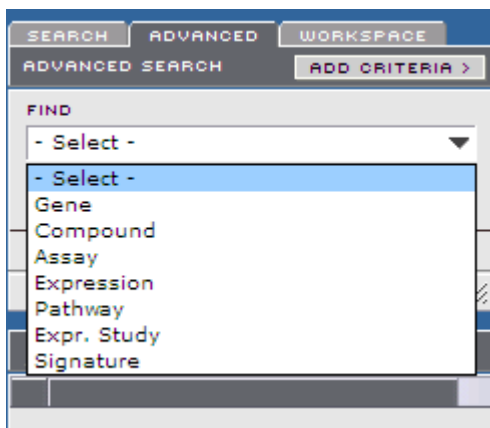 SEARCH ADVANCED WORKSPACE
ADVANCED SEARCH ADD CRITERIA >
FIND
- Select -
- Select -
Gene
Compound
Assay
Expression
Pathway
Expr. Study
Signature